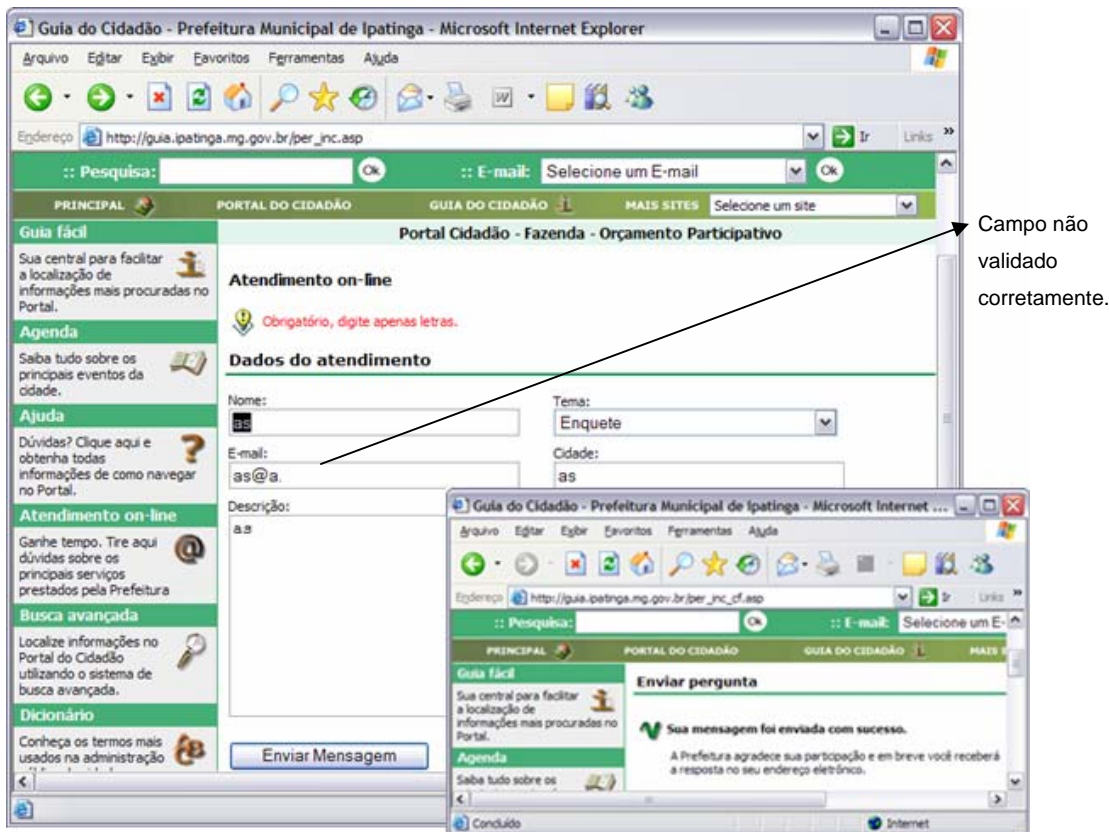 Guia do Cidadão - Prefeitura Municipal de Ipatinga - Microsoft Internet Explorer
Arquivo Editar Exibir Favoritos Ferramentas Ajuda
Endereço http://guia.ipatinga.mg.gov.br/per_inc.asp Ir Links »
:: Pesquisa: Ok :: E-mail: Selecione um E-mail Ok
PRINCIPAL PORTAL DO CIDADÃO GUIA DO CIDADÃO MAIS SITES Selecione um site
Guia fácil
Sua central para facilitar
a localização de
informações mais procuradas no
Portal.
Agenda
Saiba tudo sobre os
principais eventos da
cidade.
Ajuda
Dúvidas? Clique aqui e
obtenha todas
informações de como navegar
no Portal.
Atendimento on-line
Ganhe tempo. Tire aqui
dúvidas sobre os
principais serviços
prestados pela Prefeitura
Busca avançada
Localize informações no
Portal do Cidadão
utilizando o sistema de
busca avançada.
Dicionário
Conheça os termos mais
usados na administração
Portal Cidadão - Fazenda - Orçamento Participativo
Atendimento on-line
Obrigatório, digite apenas letras.
Dados do atendimento
Nome:
as
Tema:
Enquete
E-mail:
as@a.
Cidade:
as
Descrição:
as
Enviar Mensagem
Campo não
validado
corretamente.
Guia do Cidadão - Prefeitura Municipal de Ipatinga - Microsoft Internet ...
Arquivo Editar Exibir Favoritos Ferramentas Ajuda
Endereço http://guia.ipatinga.mg.gov.br/per_inc_cf.asp Ir Links »
:: Pesquisa: Ok :: E-mail: Selecione um E-
PRINCIPAL PORTAL DO CIDADÃO GUIA DO CIDADÃO MAIS
Guia fácil
Sua central para facilitar
a localização de
informações mais procuradas no
Portal.
Agenda
Saiba tudo sobre os
Enviar pergunta
Sua mensagem foi enviada com sucesso.
A Prefeitura agradece sua participação e em breve você receberá
a resposta no seu endereço eletrônico.
Concluído Internet